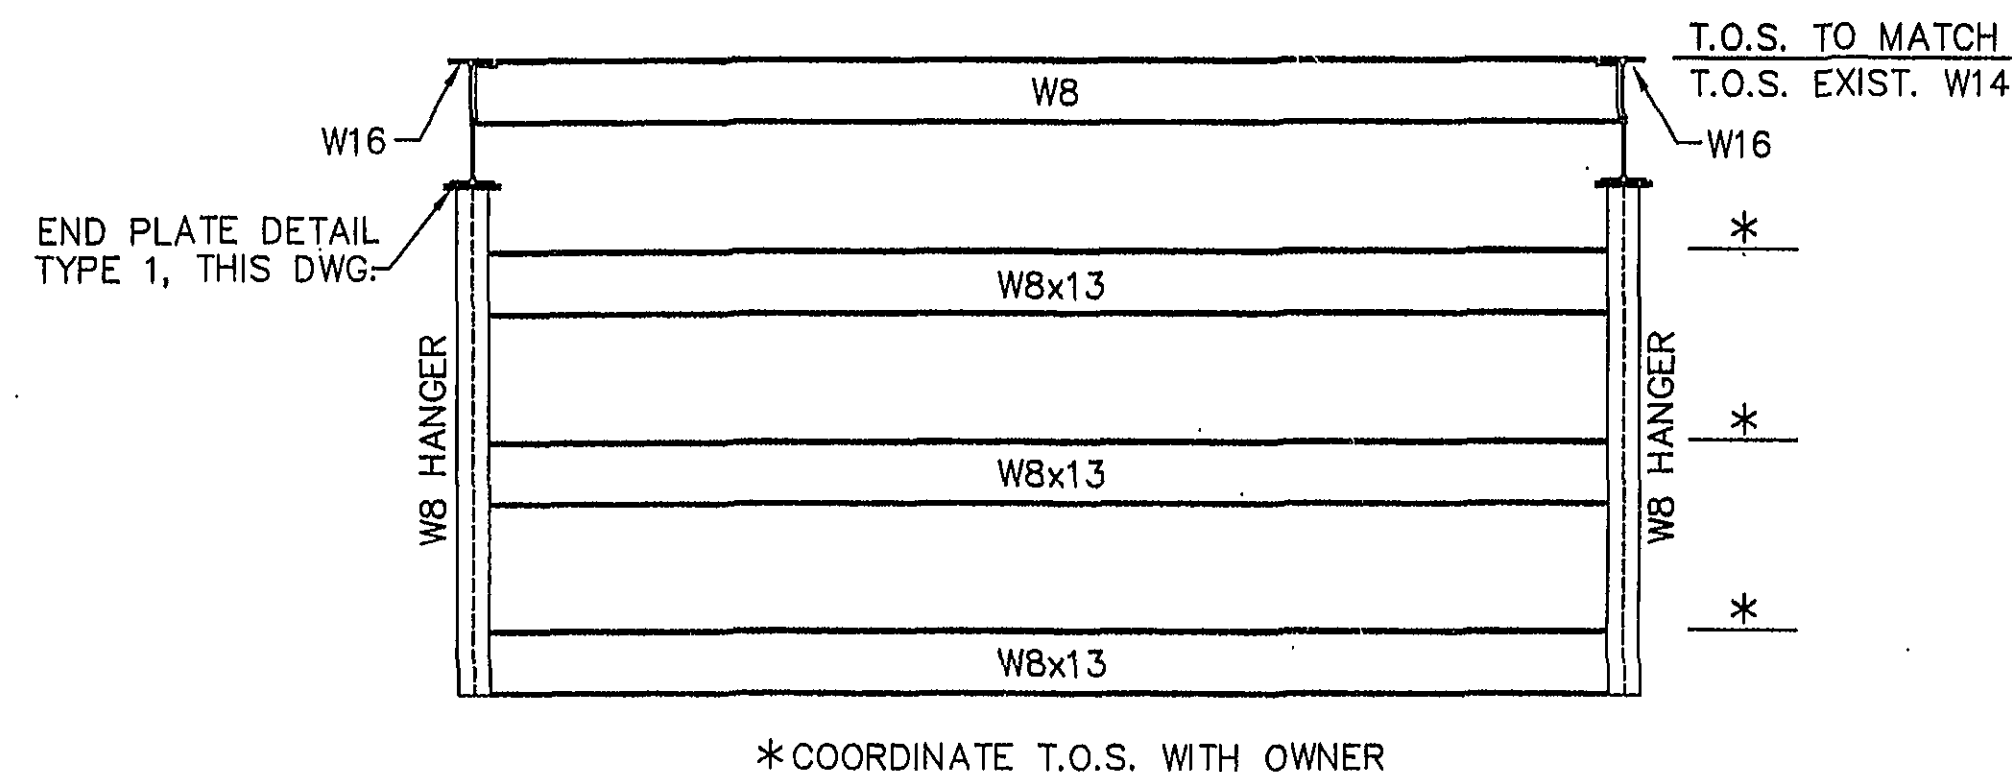 T.O.S. TO MATCH
T.O.S. EXIST. W14
W8
W16
W16
END PLATE DETAIL
TYPE 1, THIS DWG.
*
W8x13
W8 HANGER
W8 HANGER
*
W8x13
*
W8x13
* COORDINATE T.O.S. WITH OWNER